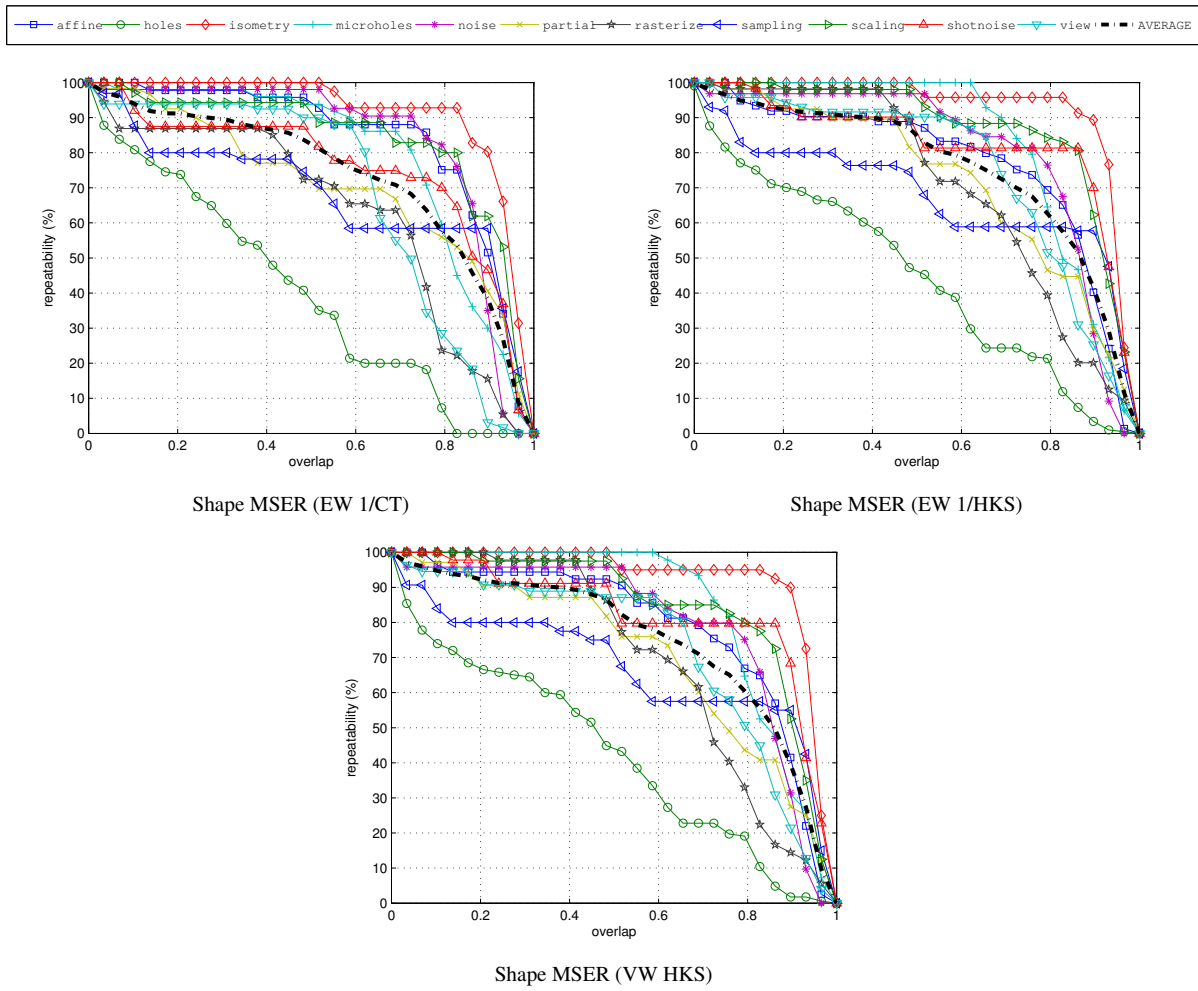 affine holes isometry microholes noise partial rasterize sampling scaling shotnoise view AVERAGE
100
90
80
70
60
50
40
30
20
10
0
repeatability (%)
0 0.2 0.4 0.6 0.8 1
overlap
Shape MSER (EW 1/CT)
100
90
80
70
60
50
40
30
20
10
0
repeatability (%)
0 0.2 0.4 0.6 0.8 1
overlap
Shape MSER (EW 1/HKS)
100
90
80
70
60
50
40
30
20
10
0
repeatability (%)
0 0.2 0.4 0.6 0.8 1
overlap
Shape MSER (VW HKS)